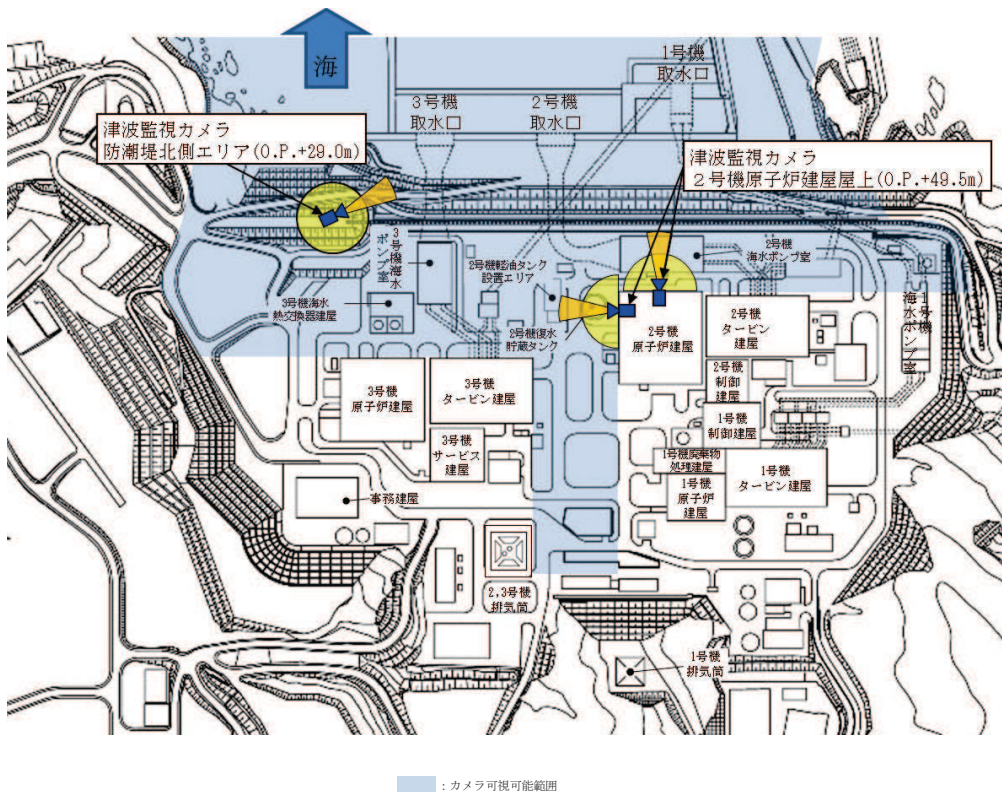 海
1号機
取水口
3号機
取水口
2号機
取水口
津波監視カメラ
防潮堤北側エリア(O.P.+29.0m)
津波監視カメラ
2号機原子炉建屋屋上(O.P.+49.5m)
3号機海水
ポンプ室
2号機軽油タンク
設置エリア
2号機
海水ポンプ室
1号機
海水ポンプ室
3号機海水
熱交換器建屋
2号機復水
貯蔵タンク
2号機
原子炉建屋
2号機
タービン
建屋
3号機
原子炉建屋
3号機
タービン建屋
2号機
制御
建屋
1号機
制御建屋
3号機
サービス
建屋
1号機廃棄物
処理建屋
1号機
原子炉
建屋
1号機
タービン建屋
事務建屋
2,3号機
排気筒
1号機
排気筒
：カメラ可視可能範囲